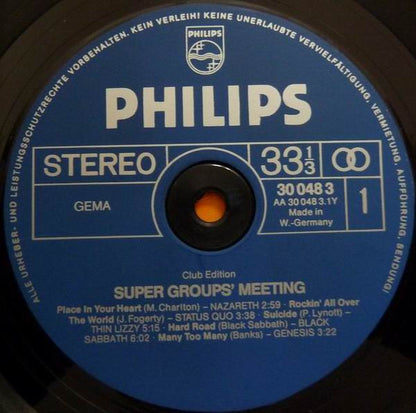 ALLE URHEBER- UND LEISTUNGSSCHUTZRECHTE VORBEHALTEN. KEIN VERLEIH! KEINE UNERLAUBTE VERVIELFÄLTIGUNG, VERMIETUNG, AUFFÜHRUNG, SENDUNG!
PHILIPS
PHILIPS
STEREO
33 1/3
GEMA
30 048 3
AA 30 048 3.1Y
Made in
W.-Germany
1
Club Edition
SUPER GROUPS' MEETING
Place In Your Heart (M. Charlton) – NAZARETH 2:59 – Rockin' All Over
The World (J. Fogerty) – STATUS QUO 3:38 – Suicide (P. Lynott) –
THIN LIZZY 5:15 – Hard Road (Black Sabbath) – BLACK
SABBATH 6:02 – Many Too Many (Banks) – GENESIS 3:22